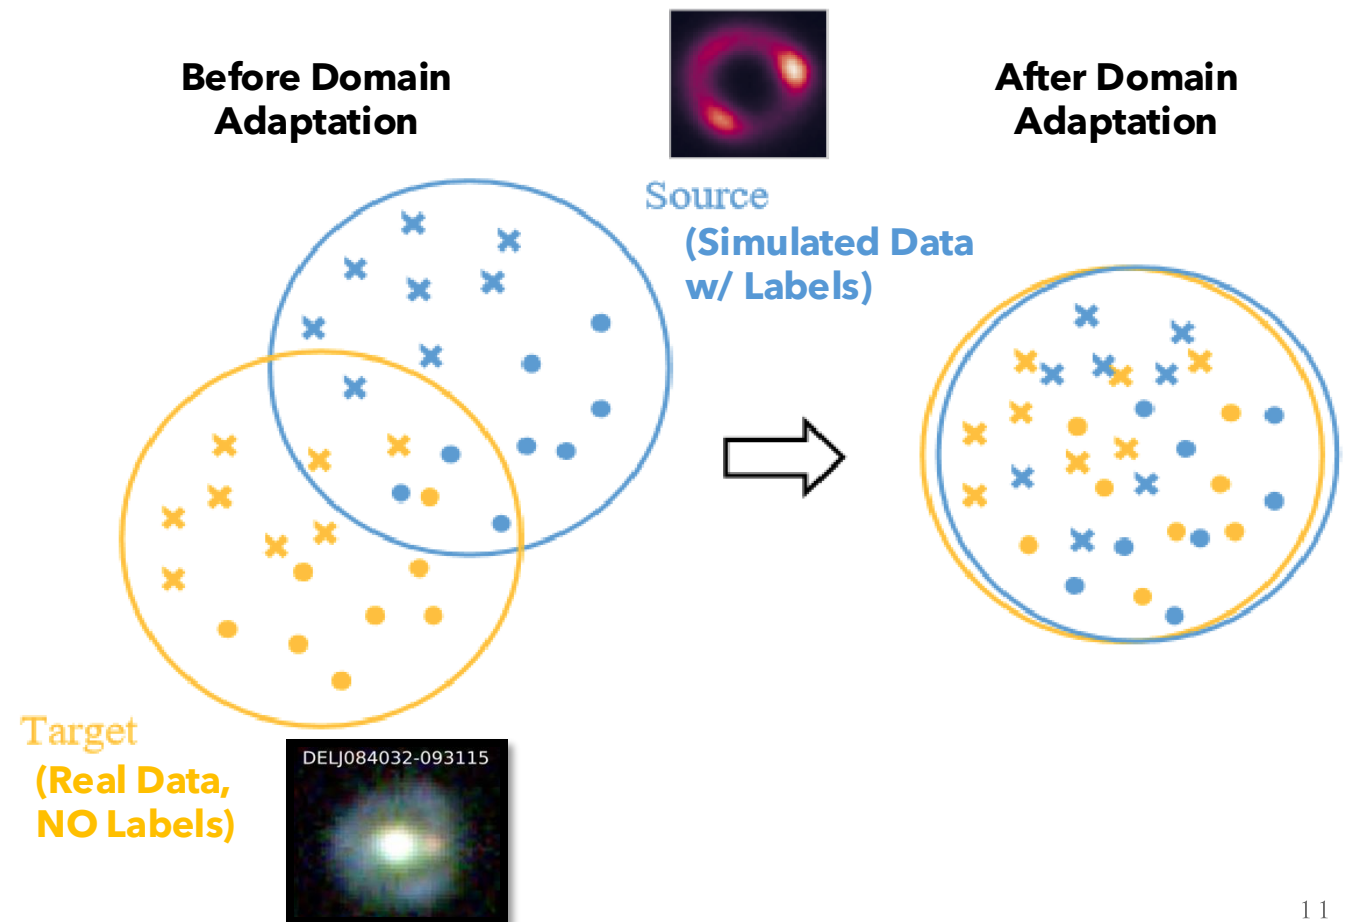 Before Domain
Adaptation
After Domain
Adaptation
Source
(Simulated Data
w/ Labels)
Target
(Real Data,
NO Labels)
DELJ084032-093115
11